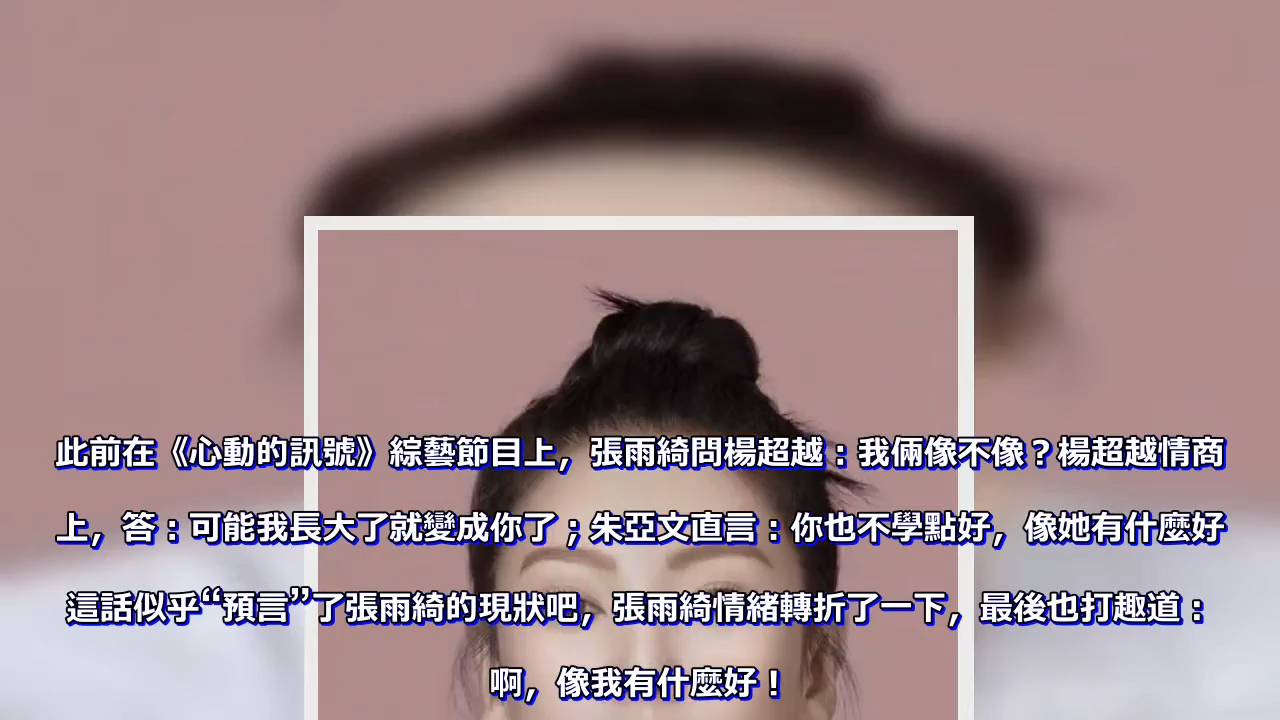 此前在《心動的訊號》綜藝節目上，張雨綺問楊超越：我倆像不像？楊超越情商
上，答：可能我長大了就變成你了；朱亞文直言：你也不學點好，像她有什麼好
這話似乎“預言”了張雨綺的現狀吧，張雨綺情緒轉折了一下，最後也打趣道：
啊，像我有什麼好！